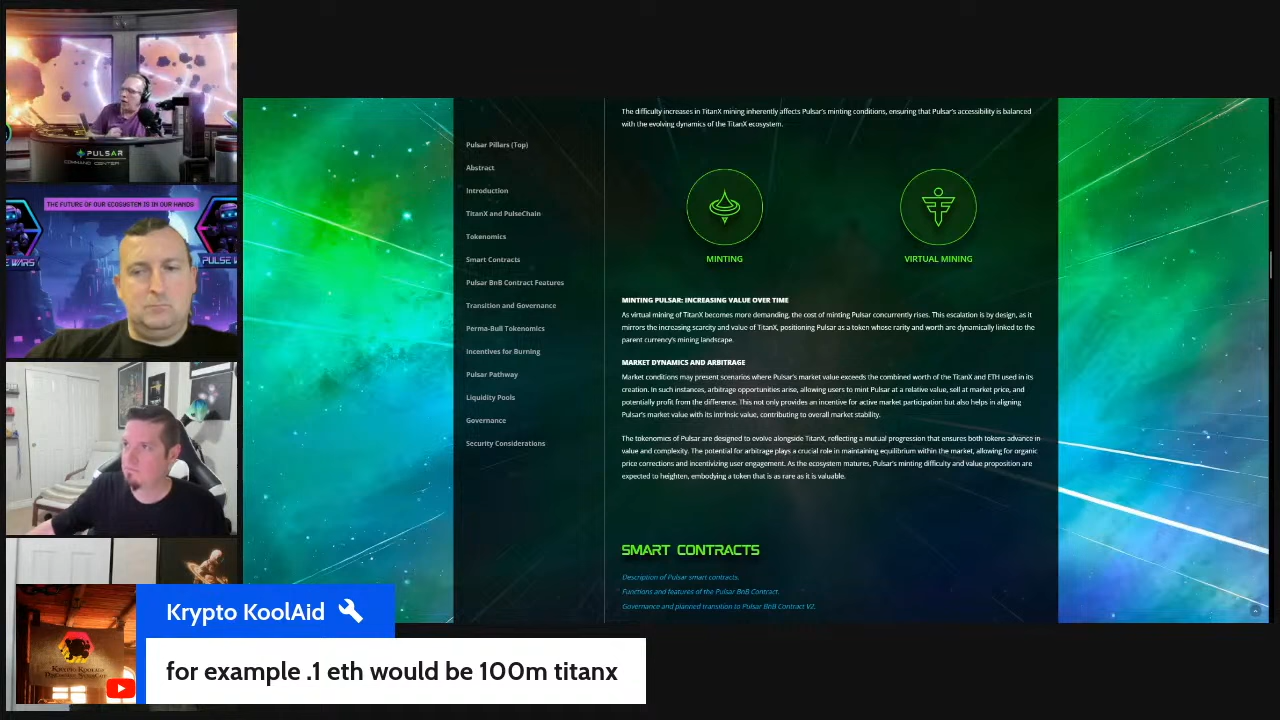 PULSAR
COMMAND CENTER
THE FUTURE OF OUR ECOSYSTEM IS IN OUR HANDS
E WARS
PULSE W
The difficulty increases in TitanX mining inherently affects Pulsar's minting conditions, ensuring that Pulsar's accessibility is balanced
with the evolving dynamics of the TitanX ecosystem.
Pulsar Pillars (Top)
Abstract
Introduction
TitanX and PulseChain
Tokenomics
Smart Contracts
Pulsar BnB Contract Features
Transition and Governance
Perma-Bull Tokenomics
Incentives for Burning
Pulsar Pathway
Liquidity Pools
Governance
Security Considerations
MINTING
VIRTUAL MINING
MINTING PULSAR: INCREASING VALUE OVER TIME
As virtual mining of TitanX becomes more demanding, the cost of minting Pulsar concurrently rises. This escalation is by design, as it
mirrors the increasing scarcity and value of TitanX, positioning Pulsar as a token whose rarity and worth are dynamically linked to the
parent currency's mining landscape.
MARKET DYNAMICS AND ARBITRAGE
Market conditions may present scenarios where Pulsar's market value exceeds the combined worth of the TitanX and ETH used in its
creation. In such instances, arbitrage opportunities arise, allowing users to mint Pulsar at a relative value, sell at market price, and
potentially profit from the difference. This not only provides an incentive for active market participation but also helps in aligning
Pulsar's market value with its intrinsic value, contributing to overall market stability.
The tokenomics of Pulsar are designed to evolve alongside TitanX, reflecting a mutual progression that ensures both tokens advance in
value and complexity. The potential for arbitrage plays a crucial role in maintaining equilibrium within the market, allowing for organic
price corrections and incentivizing user engagement. As the ecosystem matures, Pulsar's minting difficulty and value proposition are
expected to heighten, embodying a token that is as rare as it is valuable.
SMART CONTRACTS
Description of Pulsar smart contracts.
Functions and features of the Pulsar BnB Contract.
Governance and planned transition to Pulsar BnB Contract V2.
Krypto KoolAid
for example .1 eth would be 100m titanx